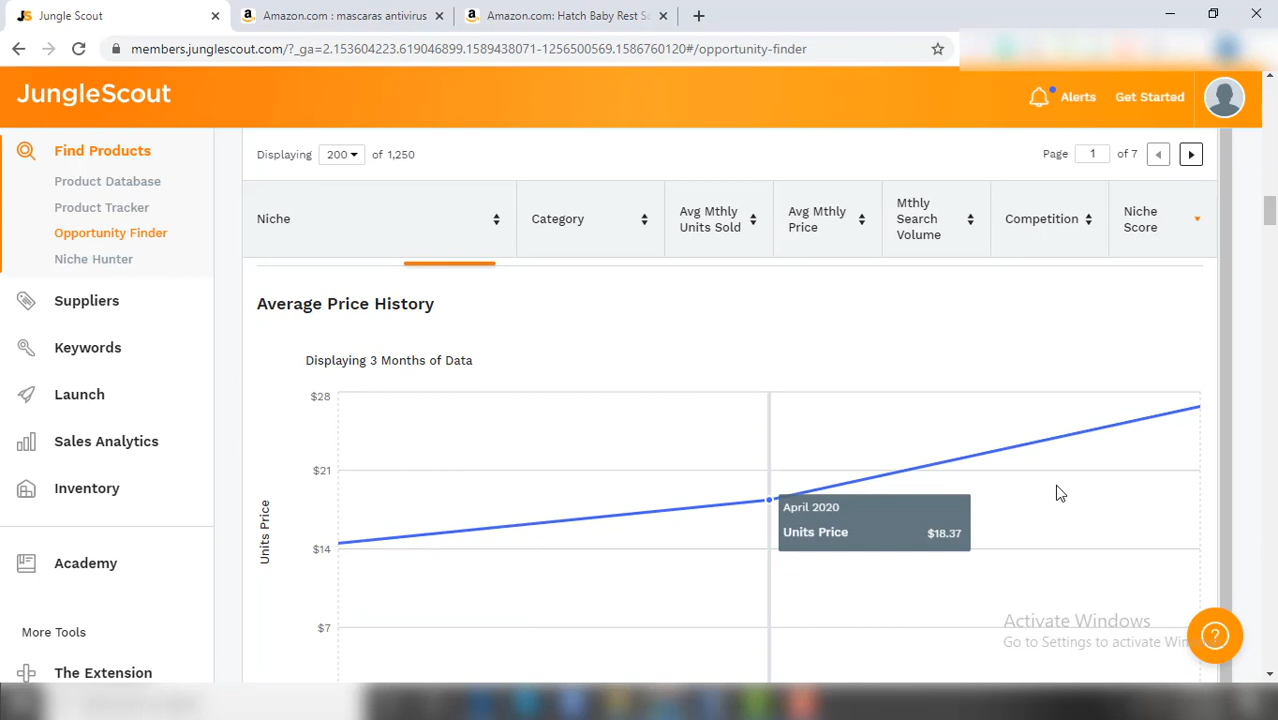 Jungle Scout
Amazon.com : mascaras antivirus
Amazon.com: Hatch Baby Rest So
members.junglescout.com/?_ga=2.153604223.619046899.1589438071-1256500569.1586760120#/opportunity-finder
JungleScout
Alerts
Get Started
Find Products
Product Database
Product Tracker
Opportunity Finder
Niche Hunter
Suppliers
Keywords
Launch
Sales Analytics
Inventory
Academy
More Tools
The Extension
Displaying 200 of 1,250
Page 1 of 7
Niche
Category
Avg Mthly
Units Sold
Avg Mthly
Price
Mthly
Search
Volume
Competition
Niche
Score
Average Price History
Displaying 3 Months of Data
$28
$21
$14
$7
Units Price
April 2020
Units Price $18.37
Activate Windows
Go to Settings to activate Win
?